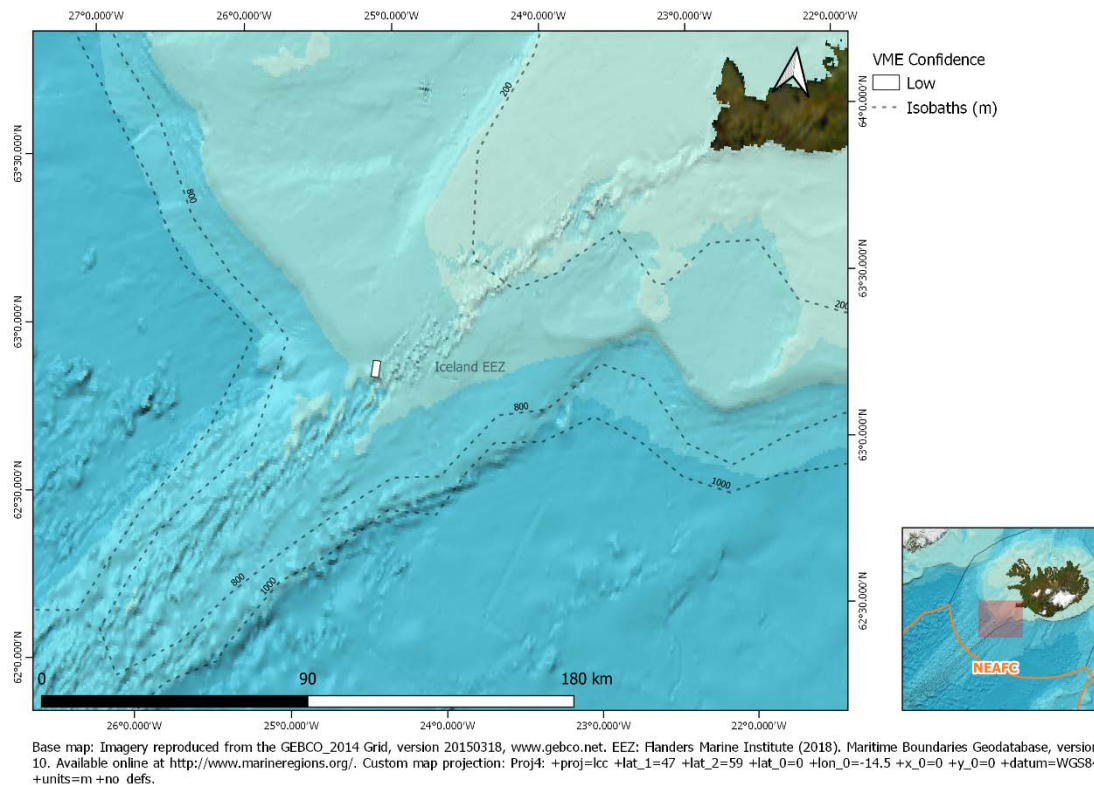 27°0.000'W 26°0.000'W 25°0.000'W 24°0.000'W 23°0.000'W 22°0.000'W
VME Confidence
Low
Isobaths (m)
200
64°0.000'N
63°30.000'N
800
63°30.000'N
200
63°0.000'N
Iceland EEZ
800
63°0.000'N
1000
62°30.000'N
800
1000
62°30.000'N
62°0.000'N
0 90 180 km
NEAFC
26°0.000'W 25°0.000'W 24°0.000'W 23°0.000'W 22°0.000'W
Base map: Imagery reproduced from the GEBCO_2014 Grid, version 20150318, www.gebco.net. EEZ: Flanders Marine Institute (2018). Maritime Boundaries Geodatabase, version
10. Available online at http://www.marineregions.org/. Custom map projection: Proj4: +proj=lcc +lat_1=47 +lat_2=59 +lat_0=0 +lon_0=-14.5 +x_0=0 +y_0=0 +datum=WGS84
+units=m +no_defs.